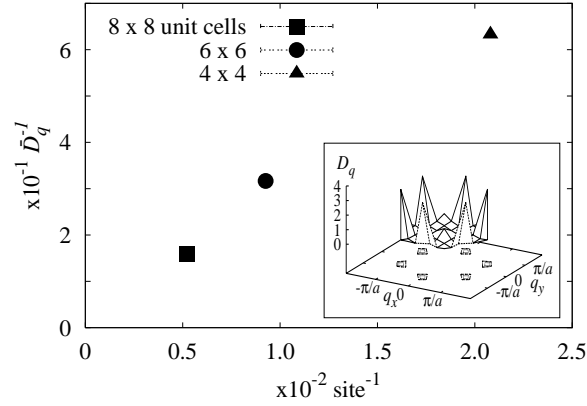 8 x 8 unit cells
6 x 6
4 x 4
6
4
2
0
x10⁻¹ D̄q⁻¹
0 0.5 1.0 1.5 2.0 2.5
x10⁻² site⁻¹
Dq
4
3
2
1
0
-π/a qx 0 π/a
-π/a 0 qy π/a